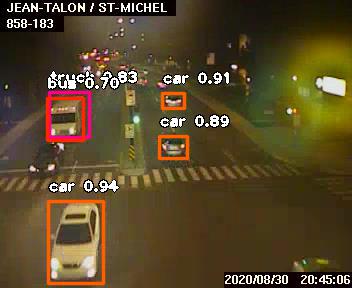 JEAN-TALON / ST-MICHEL
858-183
truck 0.83
bus 0.70
car 0.91
car 0.89
car 0.94
2020/08/30 20:45:06